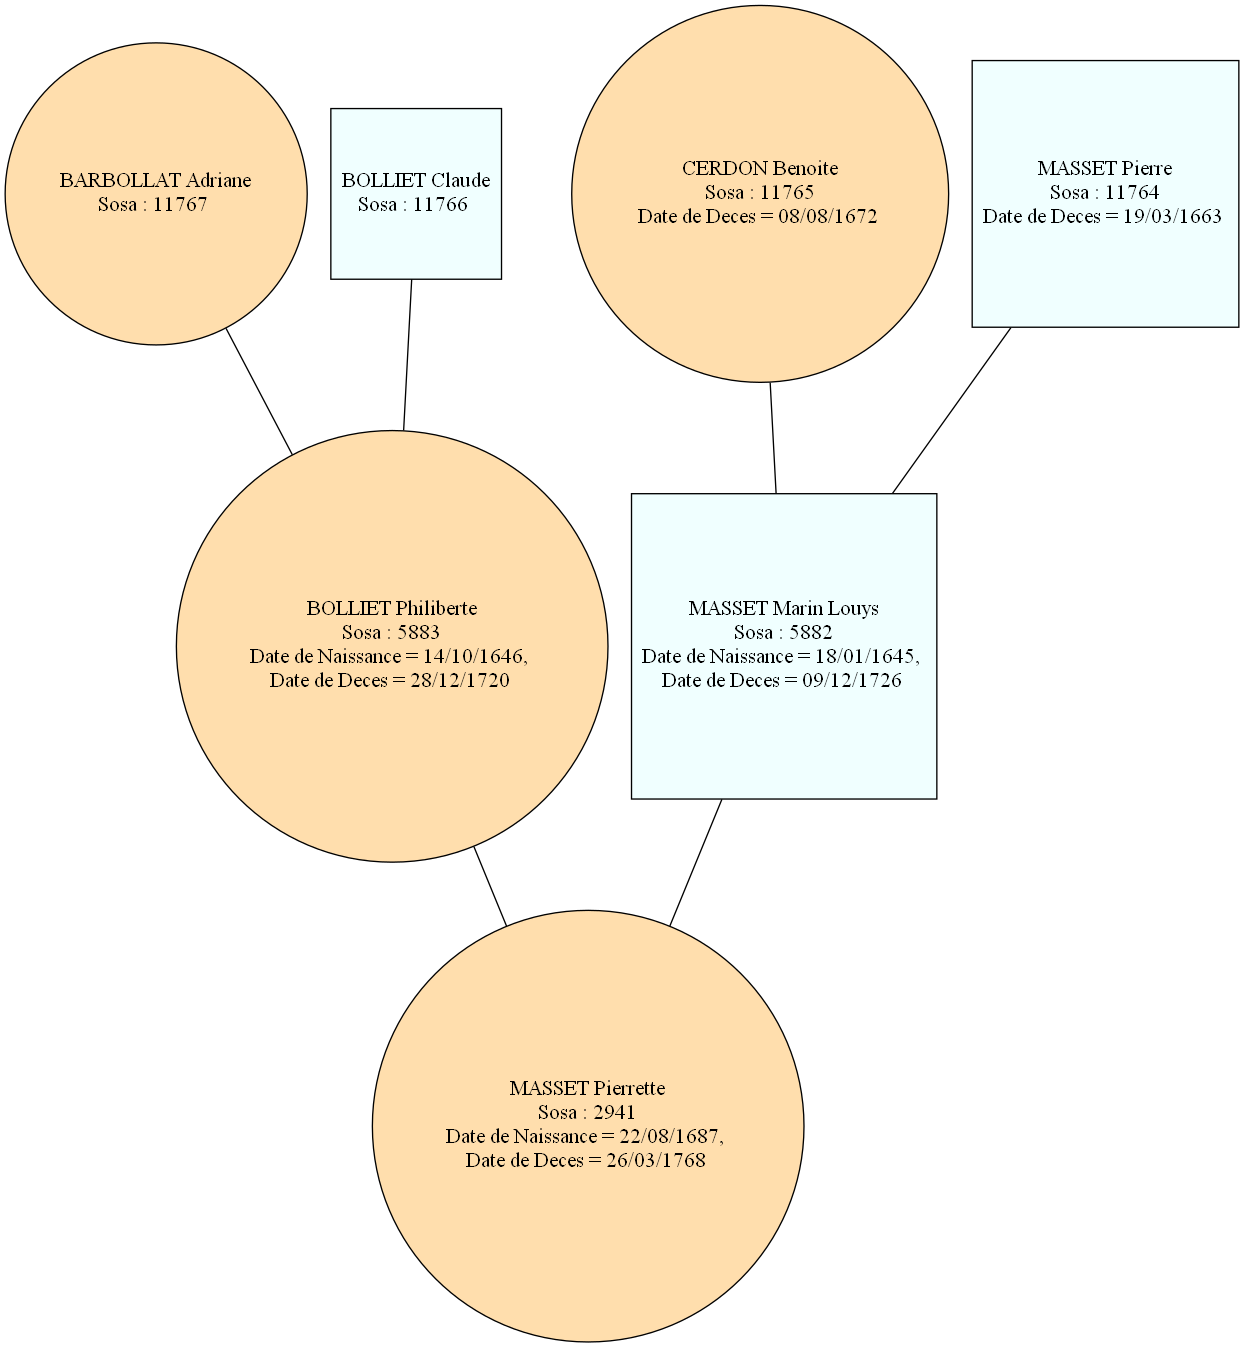 BARBOLLAT Adriane
Sosa : 11767
BOLLIET Claude
Sosa : 11766
CERDON Benoite
Sosa : 11765
Date de Deces = 08/08/1672
MASSET Pierre
Sosa : 11764
Date de Deces = 19/03/1663
BOLLIET Philiberte
Sosa : 5883
Date de Naissance = 14/10/1646,
Date de Deces = 28/12/1720
MASSET Marin Louys
Sosa : 5882
Date de Naissance = 18/01/1645,
Date de Deces = 09/12/1726
MASSET Pierrette
Sosa : 2941
Date de Naissance = 22/08/1687,
Date de Deces = 26/03/1768